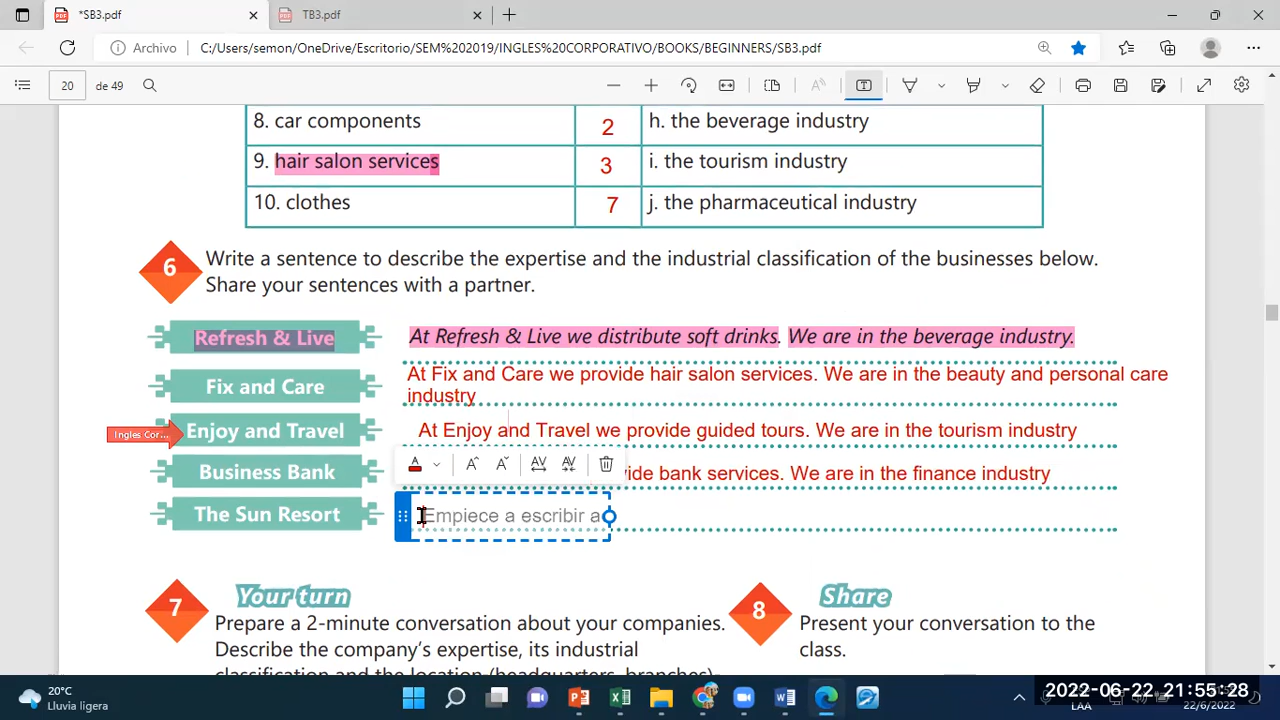 *SB3.pdf
TB3.pdf
Archivo
C:/Users/semon/OneDrive/Escritorio/SEM%202019/INGLES%20CORPORATIVO/BOOKS/BEGINNERS/SB3.pdf
20 de 49
8. car components 2 h. the beverage industry
9. hair salon services 3 i. the tourism industry
10. clothes 7 j. the pharmaceutical industry
6 Write a sentence to describe the expertise and the industrial classification of the businesses below.
Share your sentences with a partner.
Refresh & Live At Refresh & Live we distribute soft drinks. We are in the beverage industry.
Fix and Care At Fix and Care we provide hair salon services. We are in the beauty and personal care
industry
Ingles Cor... Enjoy and Travel At Enjoy and Travel we provide guided tours. We are in the tourism industry
Business Bank vide bank services. We are in the finance industry
The Sun Resort Empiece a escribir a
7 Your turn
Prepare a 2-minute conversation about your companies.
Describe the company's expertise, its industrial
classification and the location (headquarters, branches).
8 Share
Present your conversation to the
class.
20°C
Lluvia ligera
LAA
2022-06-22 21:55:28
22/6/2022